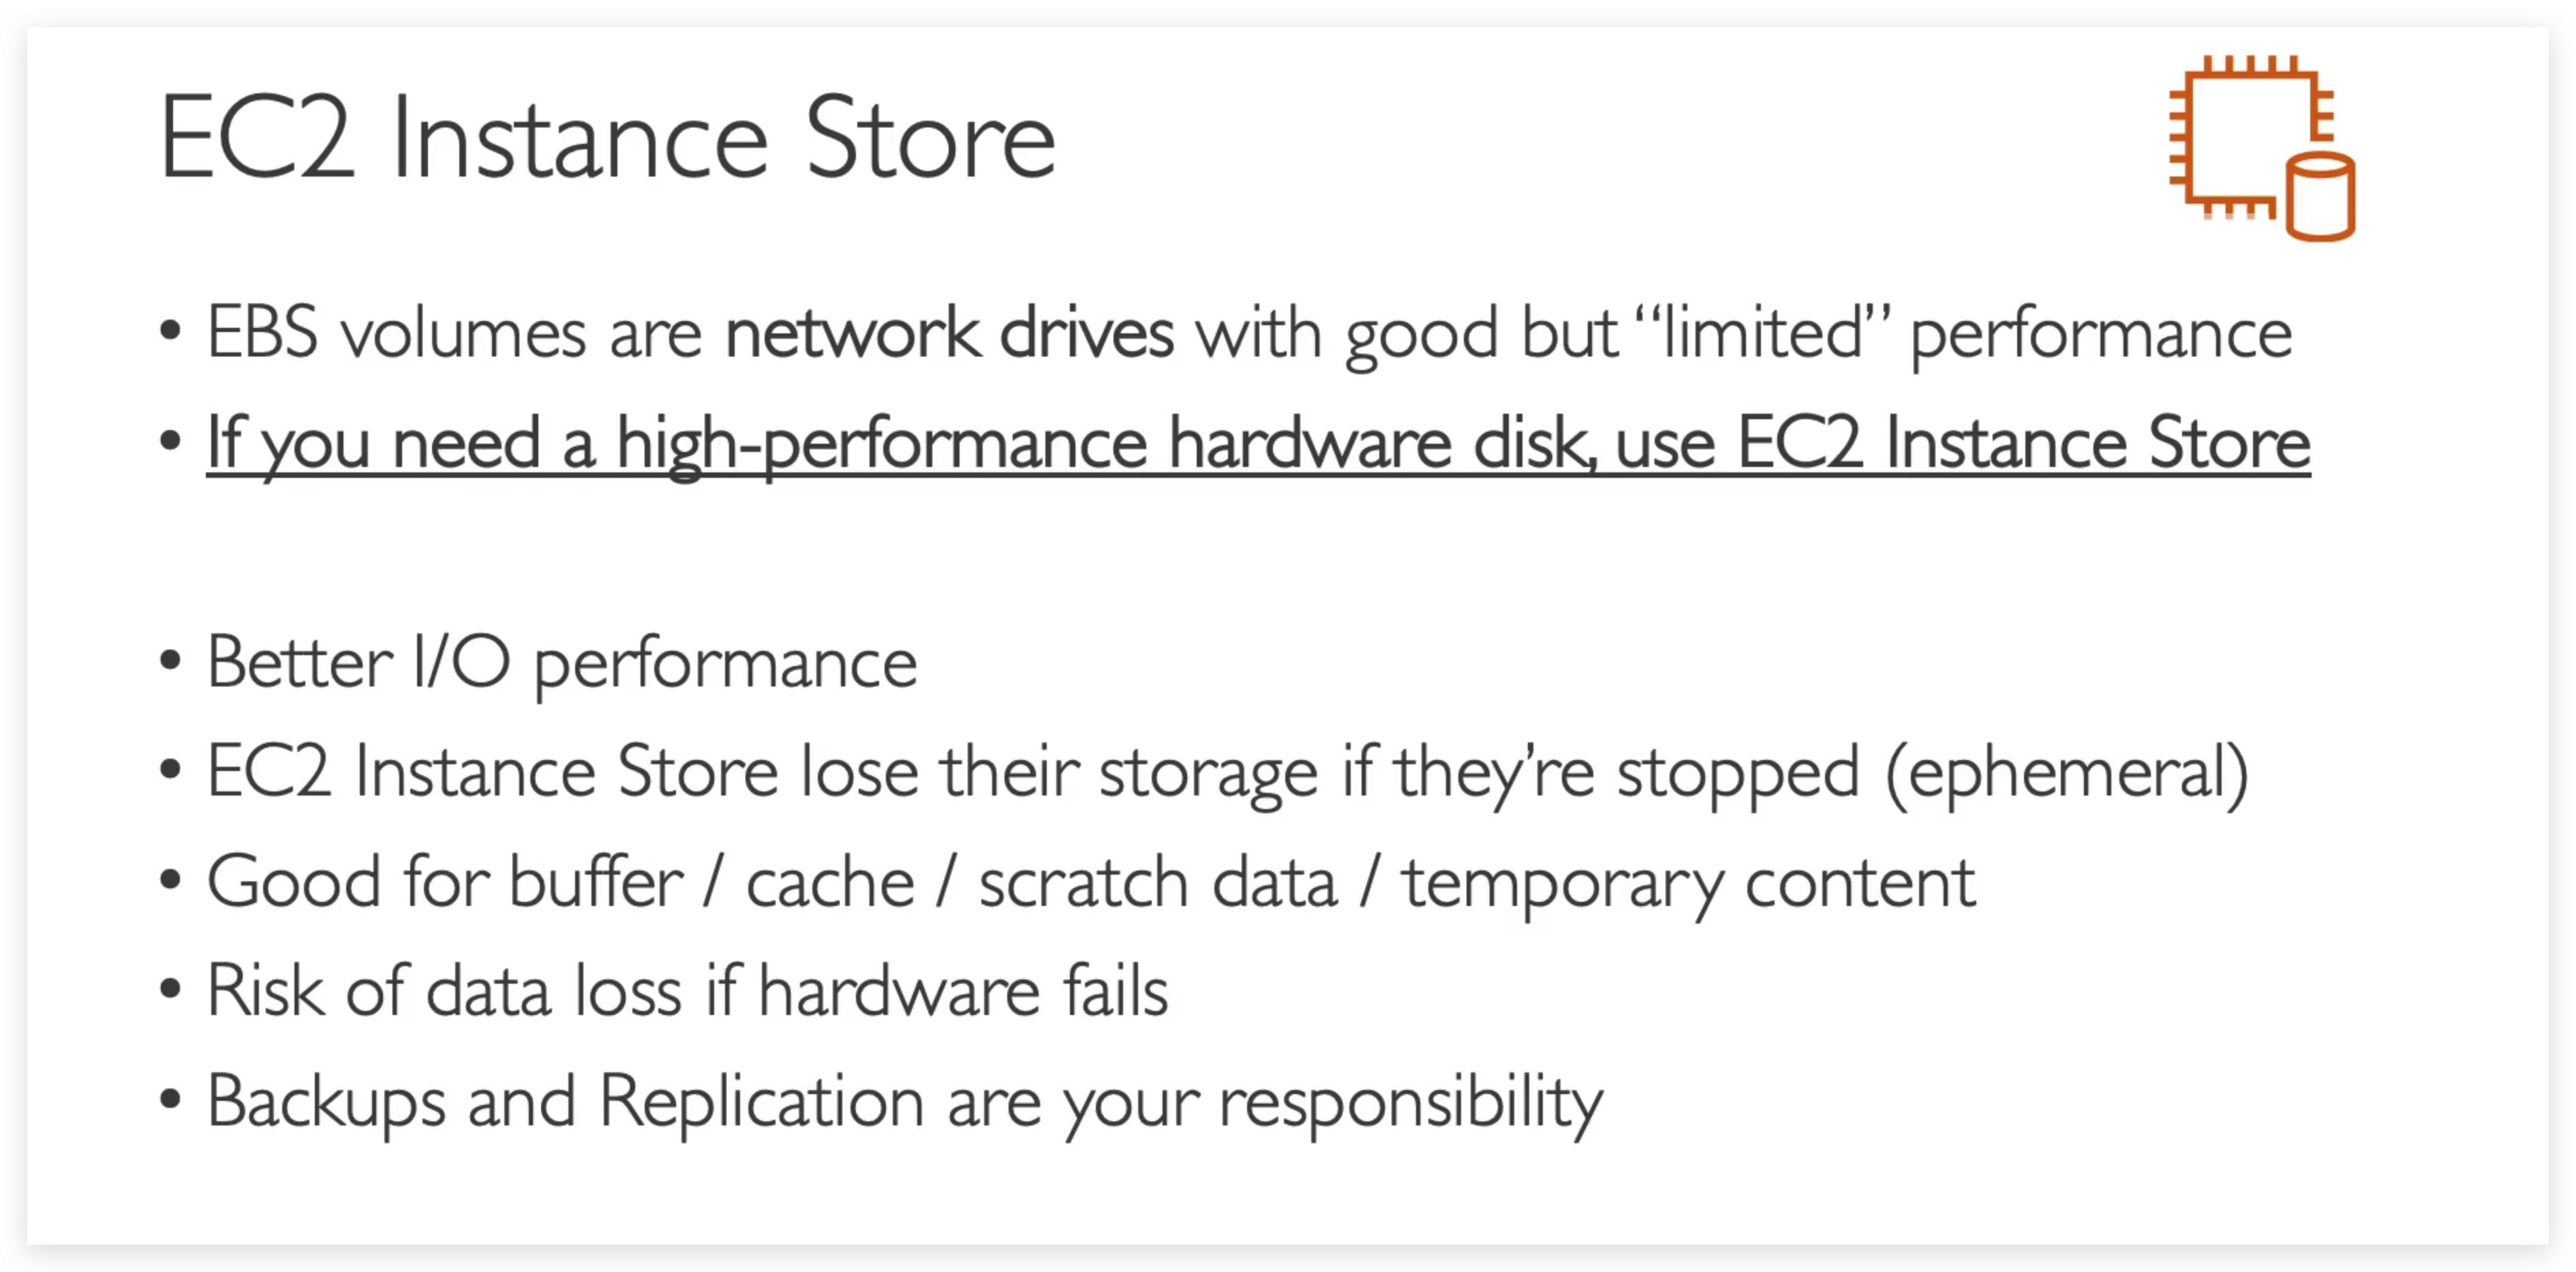 EC2 Instance Store
• EBS volumes are network drives with good but “limited” performance
• If you need a high-performance hardware disk, use EC2 Instance Store
• Better I/O performance
• EC2 Instance Store lose their storage if they’re stopped (ephemeral)
• Good for buffer / cache / scratch data / temporary content
• Risk of data loss if hardware fails
• Backups and Replication are your responsibility